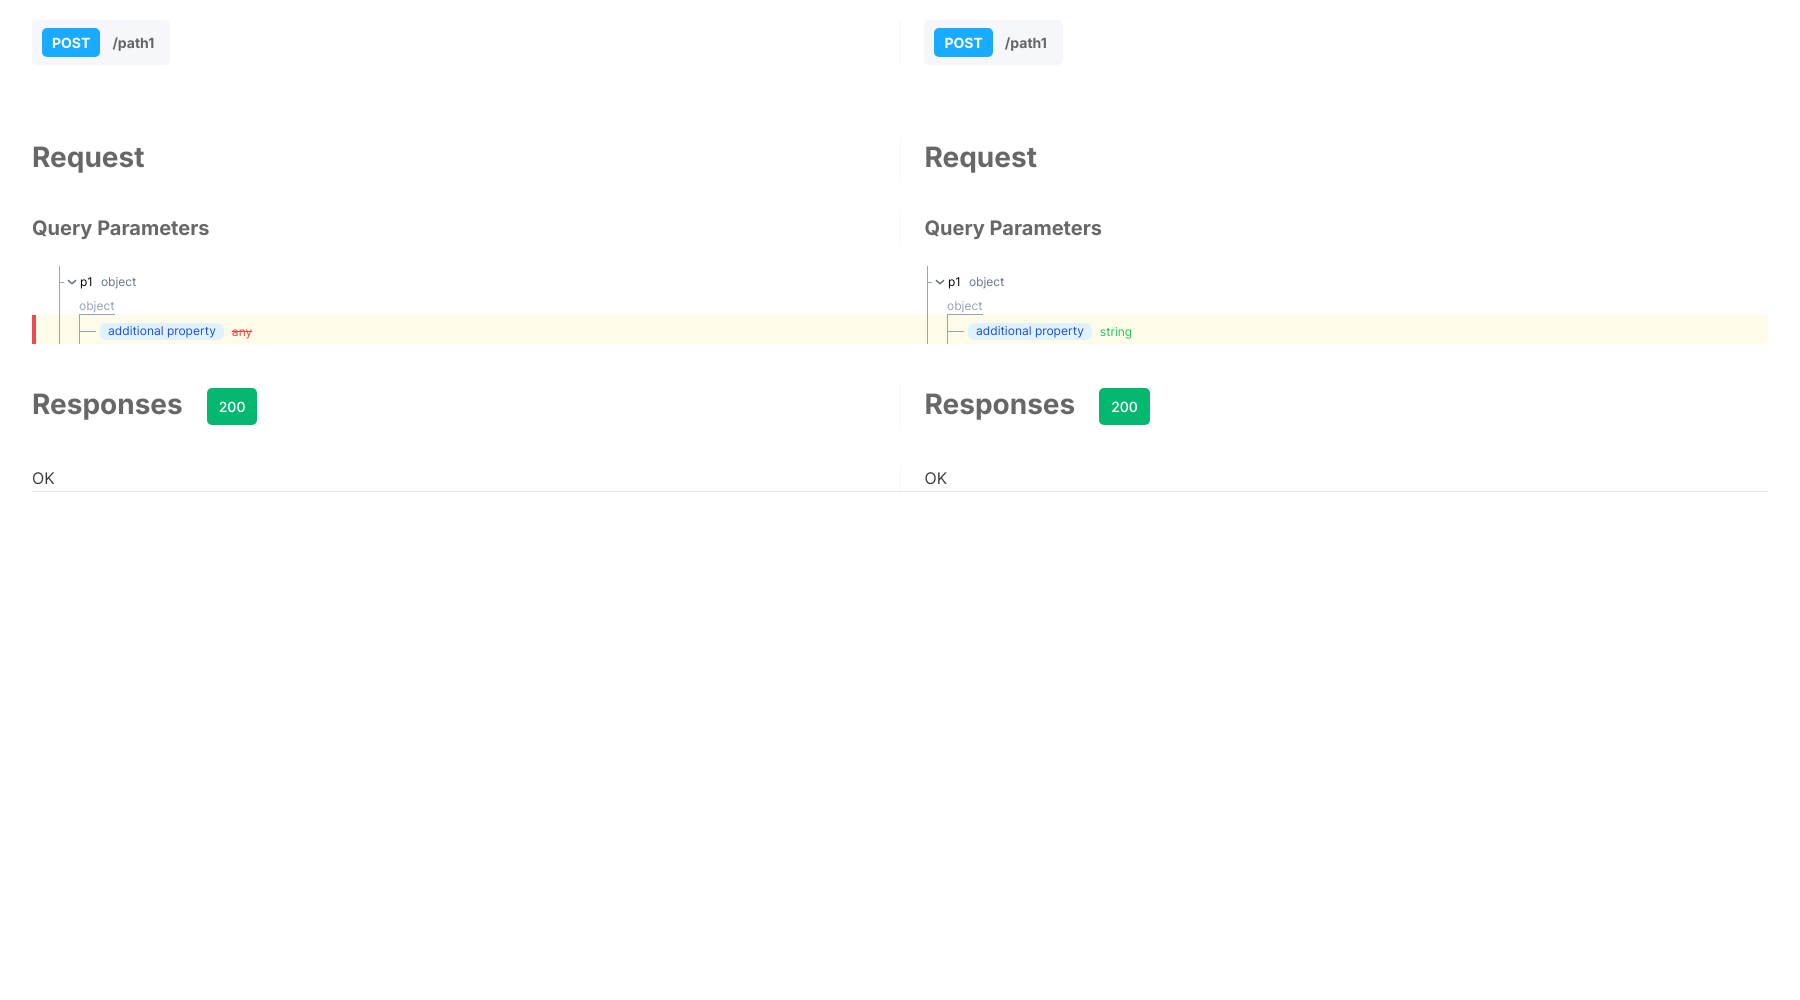 POST /path1 POST /path1
Request Request
Query Parameters Query Parameters
p1 object p1 object
object object
additional property any additional property string
Responses 200 Responses 200
OK OK